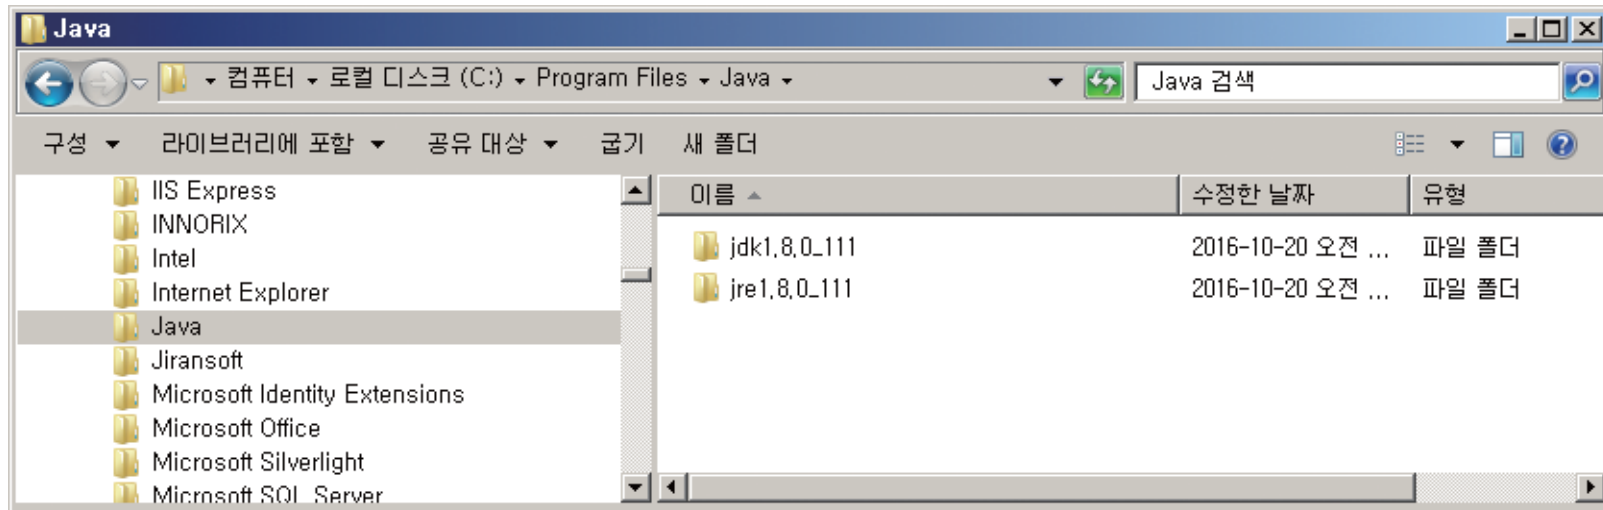 Java
컴퓨터 로컬 디스크 (C:) Program Files Java
Java 검색
구성 라이브러리에 포함 공유 대상 굽기 새 폴더
IIS Express
INNORIX
Intel
Internet Explorer
Java
Jiransoft
Microsoft Identity Extensions
Microsoft Office
Microsoft Silverlight
Microsoft SQL Server
이름 수정한 날짜 유형
jdk1.8.0_111 2016-10-20 오전 ... 파일 폴더
jre1.8.0_111 2016-10-20 오전 ... 파일 폴더